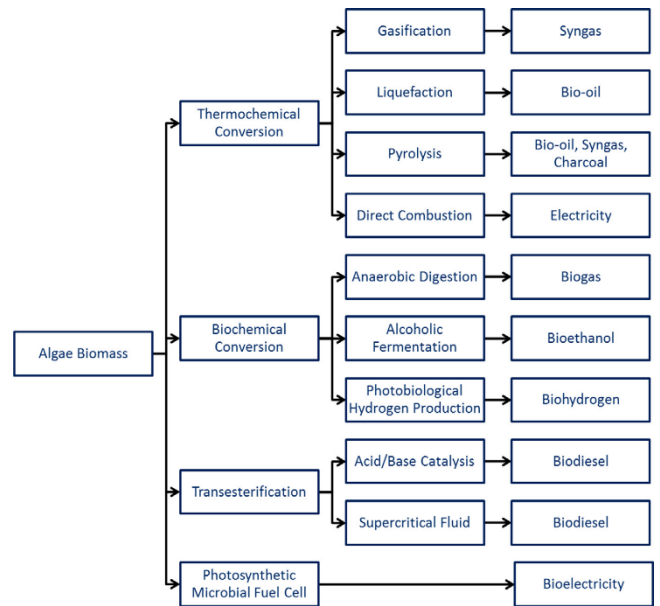 Gasification
Syngas
Liquefaction
Bio-oil
Thermochemical
Conversion
Pyrolysis
Bio-oil, Syngas,
Charcoal
Direct Combustion
Electricity
Anaerobic Digestion
Biogas
Algae Biomass
Biochemical
Conversion
Alcoholic
Fermentation
Bioethanol
Photobiological
Hydrogen Production
Biohydrogen
Acid/Base Catalysis
Biodiesel
Transesterification
Supercritical Fluid
Biodiesel
Photosynthetic
Microbial Fuel Cell
Bioelectricity